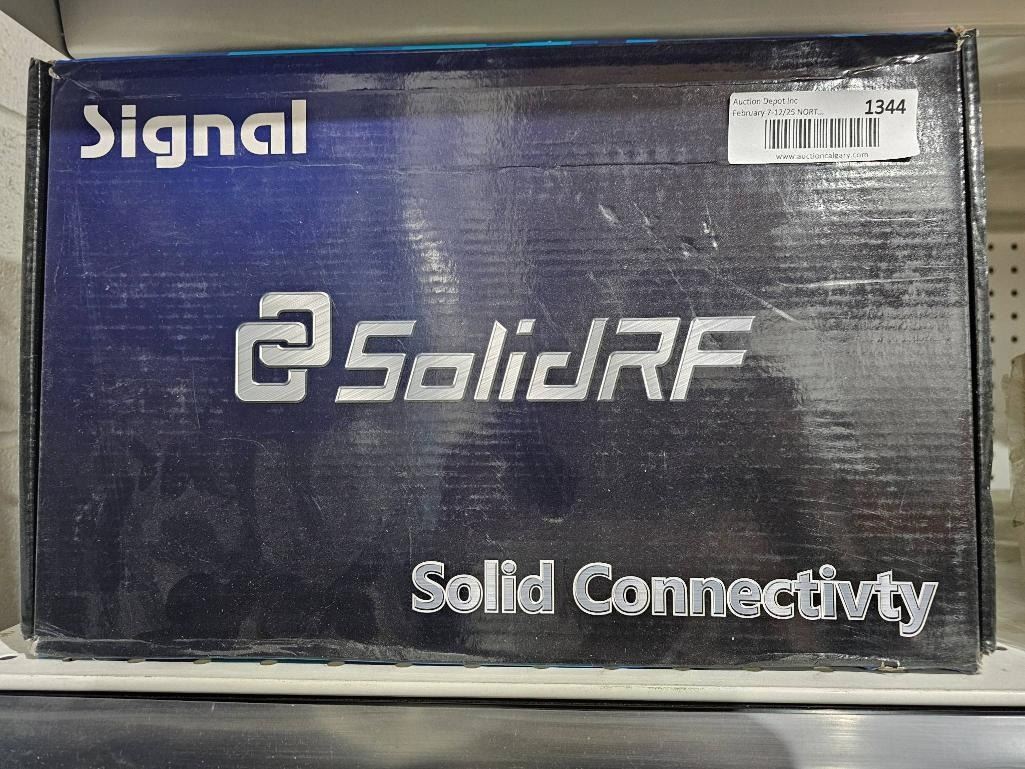 Signal
Auction Depot Inc
February 7-12/25 NORT...
1344
www.auctioncalgary.com
SolidRF
Solid Connectivty